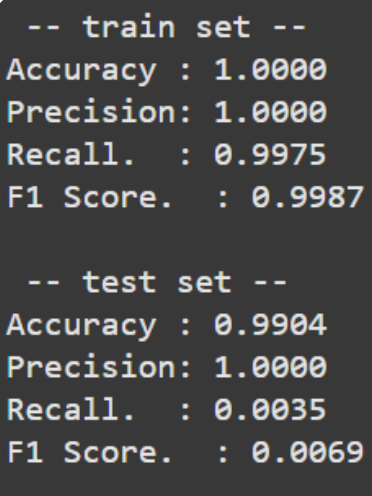 -- train set --
Accuracy : 1.0000
Precision: 1.0000
Recall.  : 0.9975
F1 Score.  : 0.9987
-- test set --
Accuracy : 0.9904
Precision: 1.0000
Recall.  : 0.0035
F1 Score.  : 0.0069